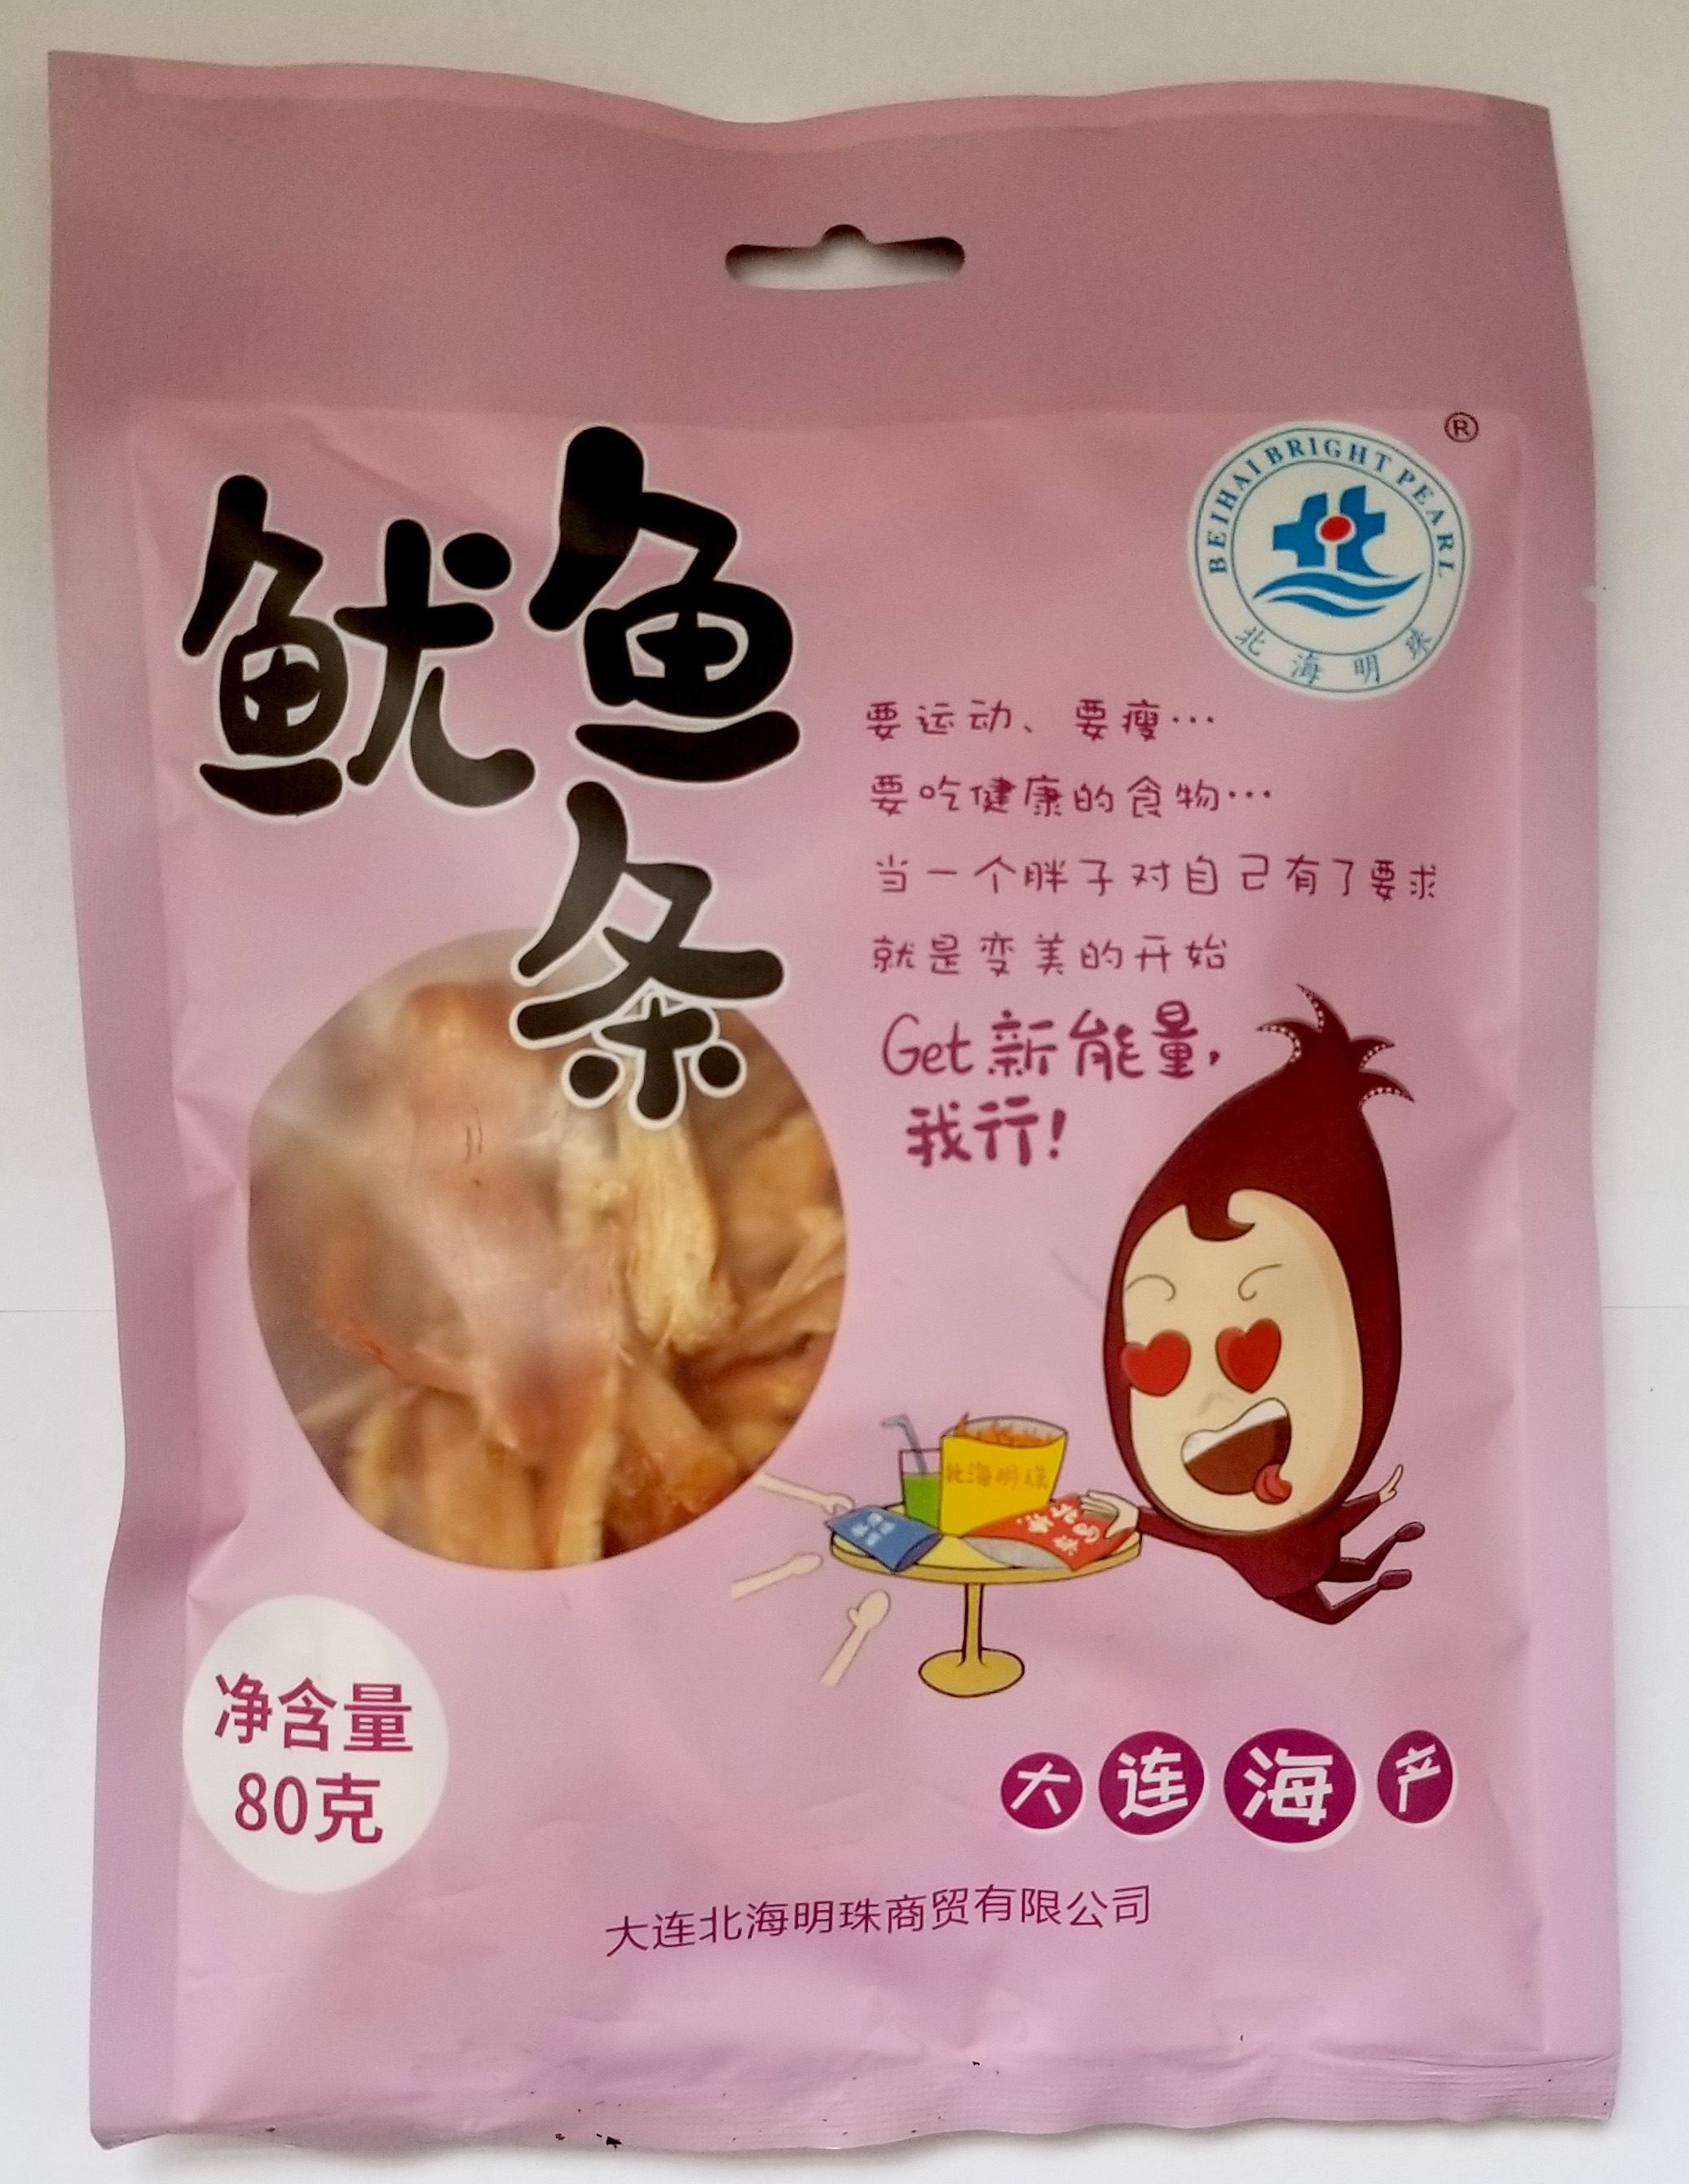 BEIHAI BRIGHT PEARL
®
北海明珠
鱿鱼
条
要运动、要瘦…
要吃健康的食物…
当一个胖子对自己有了要求
就是变美的开始
Get新能量,
我行!
北海明珠
净含量
80克
大连海产
大连北海明珠商贸有限公司